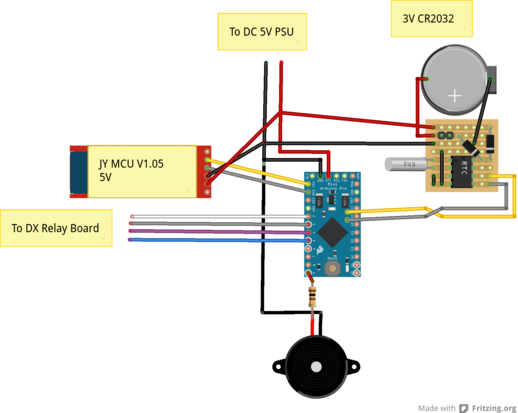 To DC 5V PSU
3V CR2032
JY MCU V1.05
5V
RTC
To DX Relay Board
Made with Fritzing.org